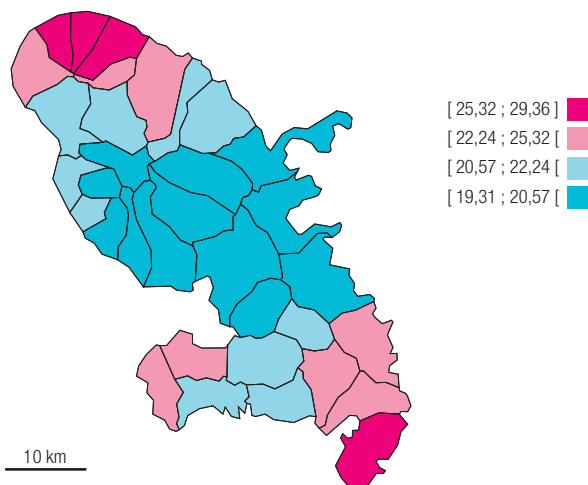 [ 25,32 ; 29,36 ]
[ 22,24 ; 25,32 [
[ 20,57 ; 22,24 [
[ 19,31 ; 20,57 [
10 km